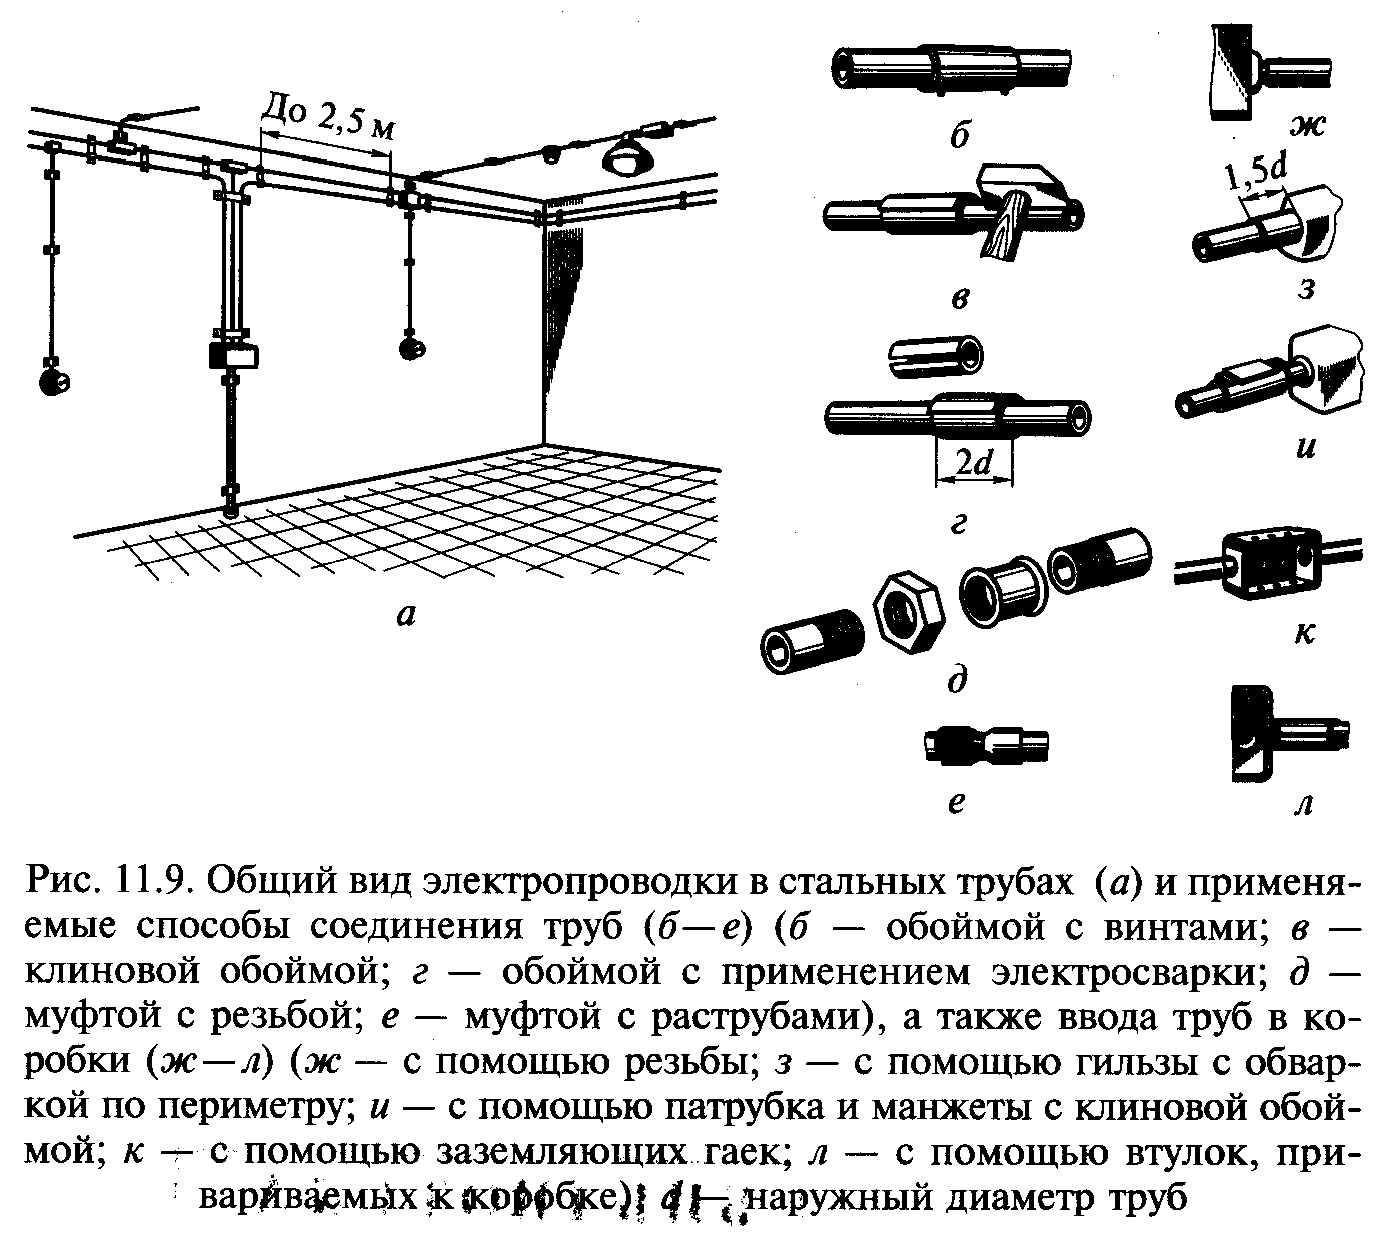 До 2,5 м
а
б
в
2d
г
д
е
ж
1,5d
з
и
к
л
Рис. 11.9. Общий вид электропроводки в стальных трубах (а) и применя-
емые способы соединения труб (б—е) (б — обоймой с винтами; в —
клиновой обоймой; г — обоймой с применением электросварки; д —
муфтой с резьбой; е — муфтой с раструбами), а также ввода труб в ко-
робки (ж—л) (ж — с помощью резьбы; з — с помощью гильзы с обвар-
кой по периметру; и — с помощью патрубка и манжеты с клиновой обой-
мой; к — с помощью заземляющих гаек; л — с помощью втулок, при-
вариваемых к коробке); d — наружный диаметр труб